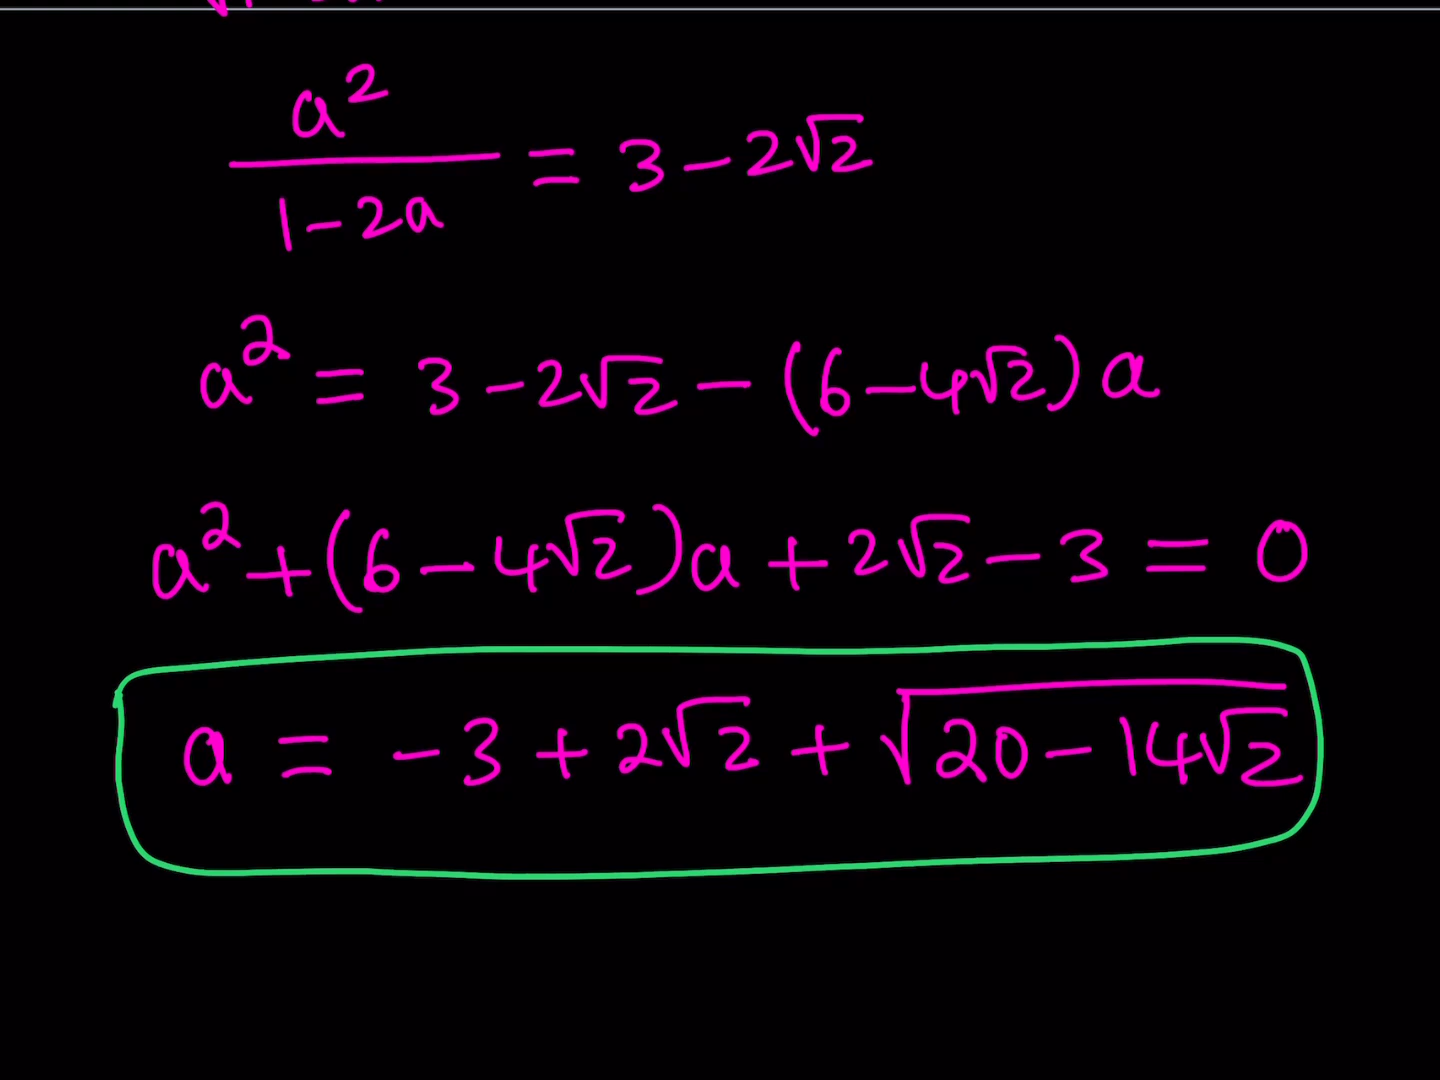 a² / (1-2a) = 3-2√2
a² = 3-2√2-(6-4√2)a
a²+(6-4√2)a+2√2-3 = 0
a = -3+2√2+√(20-14√2)